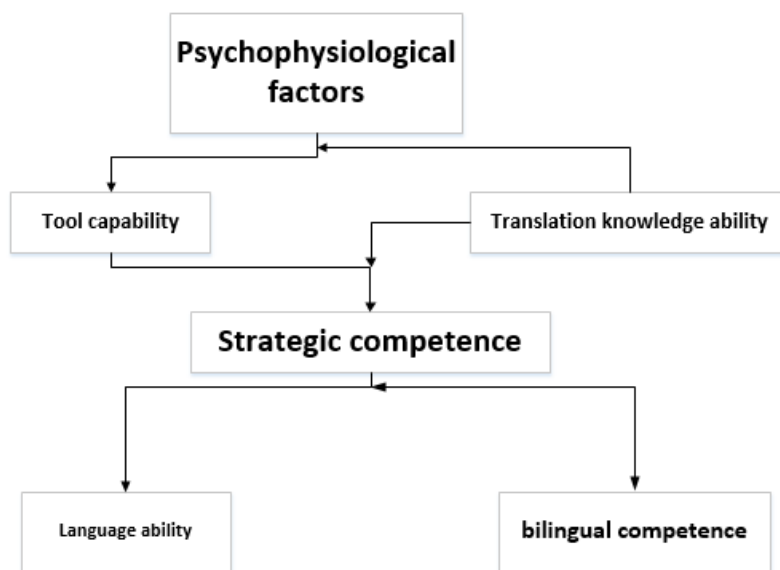 Psychophysiological
factors
Tool capability
Translation knowledge ability
Strategic competence
Language ability
bilingual competence